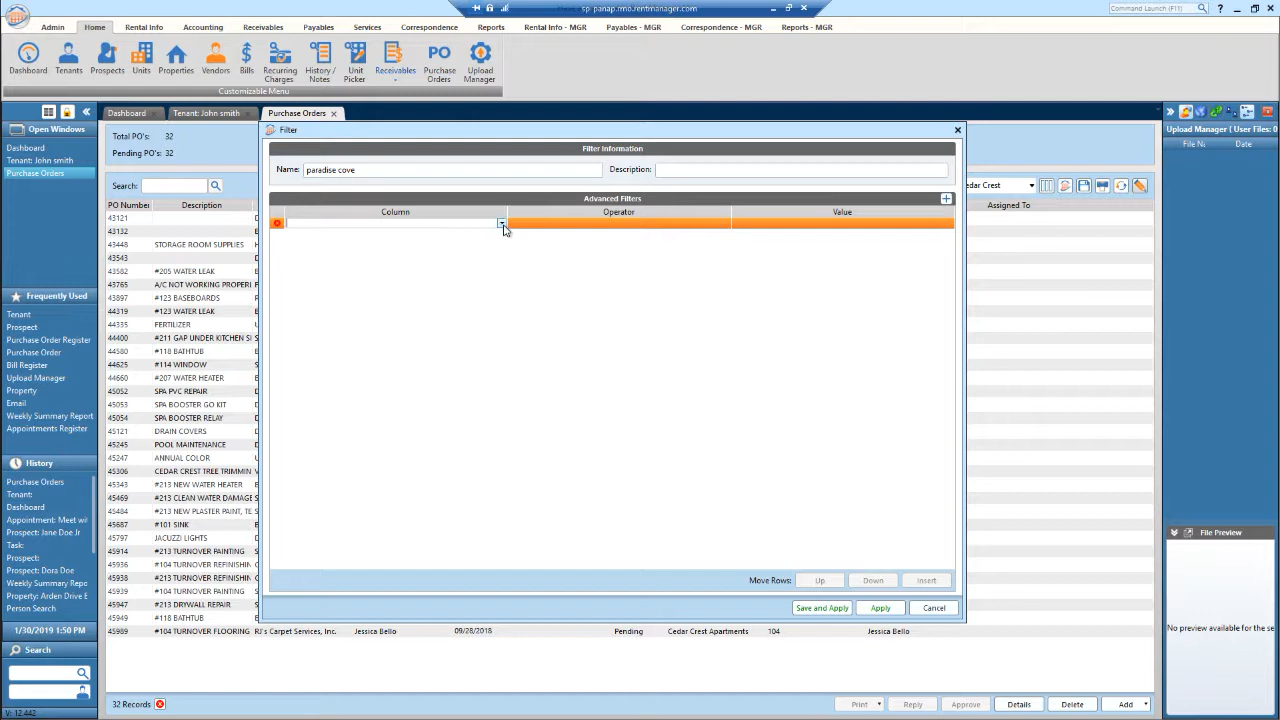 sp panap.rmo.rentmanager.com
Command Launch (F11)
Admin Home Rental Info Accounting Receivables Payables Services Correspondence Reports Rental Info - MGR Payables - MGR Correspondence - MGR Reports - MGR
Dashboard Tenants Prospects Units Properties Vendors Bills Recurring Charges History / Notes Unit Picker Receivables Purchase Orders Upload Manager
PO
Customizable Menu
Open Windows
Dashboard
Tenant: John smith
Purchase Orders
Frequently Used
Tenant
Prospect
Purchase Order Register
Purchase Order
Bill Register
Upload Manager
Property
Email
Weekly Summary Report
Appointments Register
History
Purchase Orders
Tenant:
Dashboard
Appointment: Meet wi
Prospect: Jane Doe Jr
Task:
Prospect:
Prospect: Dora Doe
Weekly Summary Repo
Property: Arden Drive E
Person Search
1/30/2019 1:50 PM
Search
V: 12.442
Dashboard Tenant: John smith Purchase Orders
Total PO's: 32
Pending PO's: 32
Search:
edar Crest
PO Number Description Assigned To
43121
43132
43448 STORAGE ROOM SUPPLIES
43543
43582 #205 WATER LEAK
43765 A/C NOT WORKING PROPERI
43897 #123 BASEBOARDS
44319 #123 WATER LEAK
44335 FERTILIZER
44400 #211 GAP UNDER KITCHEN SI
44580 #118 BATHTUB
44625 #114 WINDOW
44660 #207 WATER HEATER
45052 SPA PVC REPAIR
45053 SPA BOOSTER GO KIT
45054 SPA BOOSTER RELAY
45121 DRAIN COVERS
45245 POOL MAINTENANCE
45247 ANNUAL COLOR
45306 CEDAR CREST TREE TRIMMIN
45343 #213 NEW WATER HEATER
45469 #213 CLEAN WATER DAMAGE
45484 #213 NEW PLASTER PAINT, TE
45687 #101 SINK
45797 JACUZZI LIGHTS
45914 #213 TURNOVER PAINTING
45936 #104 TURNOVER REFINISHIN
45938 #213 TURNOVER REFINISHIN
45939 #104 TURNOVER PAINTING
45947 #213 DRYWALL REPAIR
45949 #118 BATHTUB
45989 #104 TURNOVER FLOORING RJ's Carpet Services, Inc. Jessica Bello 09/28/2018 Pending Cedar Crest Apartments 104 Jessica Bello
32 Records
Print Reply Approve Details Delete Add
Filter
Filter Information
Name: paradise cove Description:
Advanced Filters
Column Operator Value
Move Rows: Up Down Insert
Save and Apply Apply Cancel
Upload Manager ( User Files: 0
File Na Date
File Preview
No preview available for the se